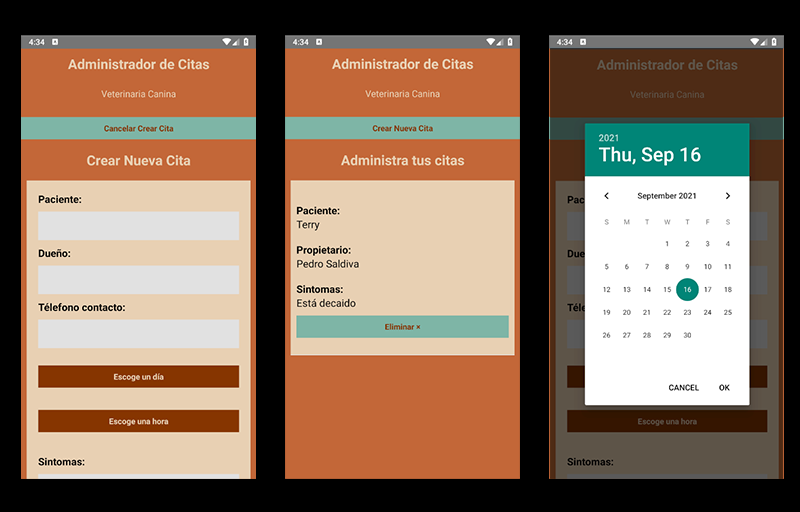 4:34
Administrador de Citas
Veterinaria Canina
Cancelar Crear Cita
Crear Nueva Cita
Paciente:
Dueño:
Télefono contacto:
Escoge un día
Escoge una hora
Sintomas:
4:34
Administrador de Citas
Veterinaria Canina
Crear Nueva Cita
Administra tus citas
Paciente:
Terry
Propietario:
Pedro Saldiva
Sintomas:
Está decaido
Eliminar ×
4:34
Administrador de Citas
Veterinaria Canina
2021
Thu, Sep 16
September 2021
S M T W T F S
1 2 3 4
5 6 7 8 9 10 11
12 13 14 15 16 17 18
19 20 21 22 23 24 25
26 27 28 29 30
CANCEL OK
Escoge una hora
Sintomas: